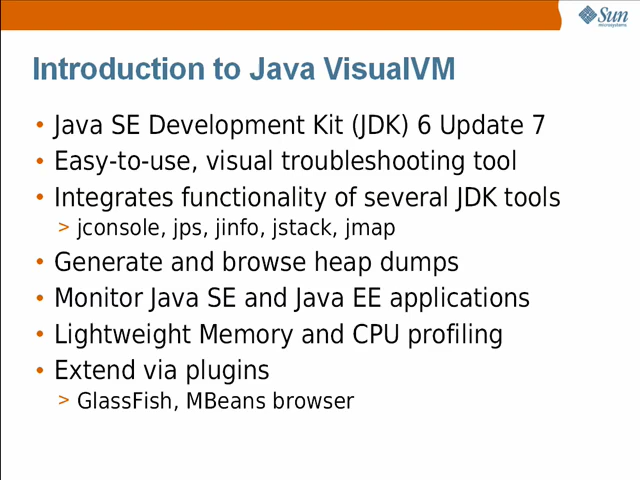 Sun
microsystems
Introduction to Java VisualVM
• Java SE Development Kit (JDK) 6 Update 7
• Easy-to-use, visual troubleshooting tool
• Integrates functionality of several JDK tools
> jconsole, jps, jinfo, jstack, jmap
• Generate and browse heap dumps
• Monitor Java SE and Java EE applications
• Lightweight Memory and CPU profiling
• Extend via plugins
> GlassFish, MBeans browser